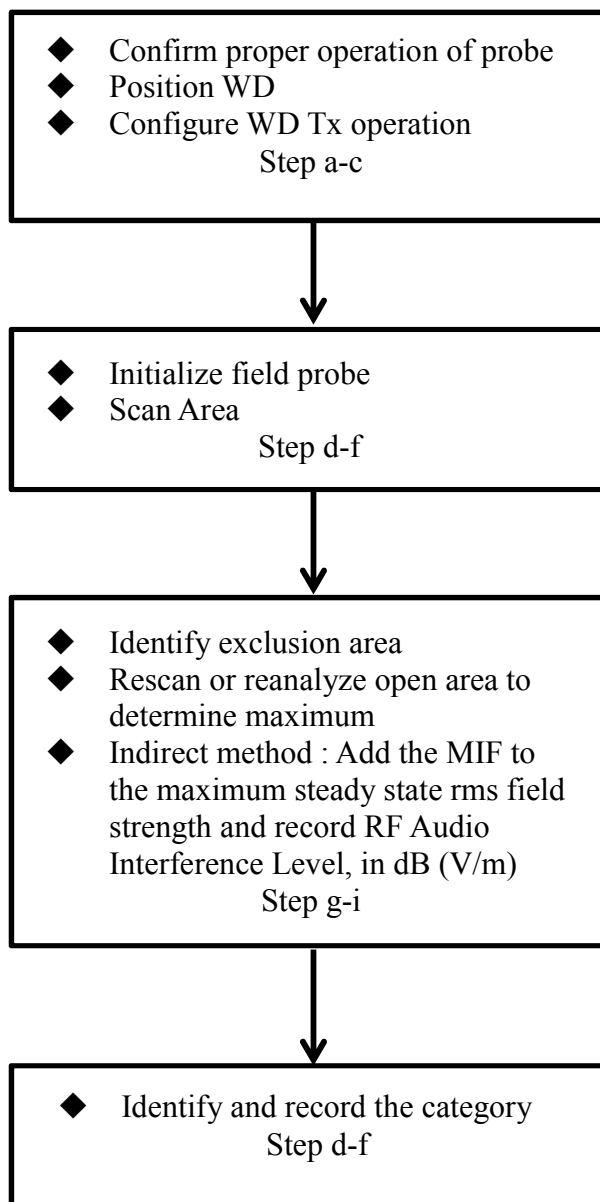 ◆ Confirm proper operation of probe
◆ Position WD
◆ Configure WD Tx operation
Step a-c
◆ Initialize field probe
◆ Scan Area
Step d-f
◆ Identify exclusion area
◆ Rescan or reanalyze open area to
determine maximum
◆ Indirect method : Add the MIF to
the maximum steady state rms field
strength and record RF Audio
Interference Level, in dB (V/m)
Step g-i
◆ Identify and record the category
Step d-f